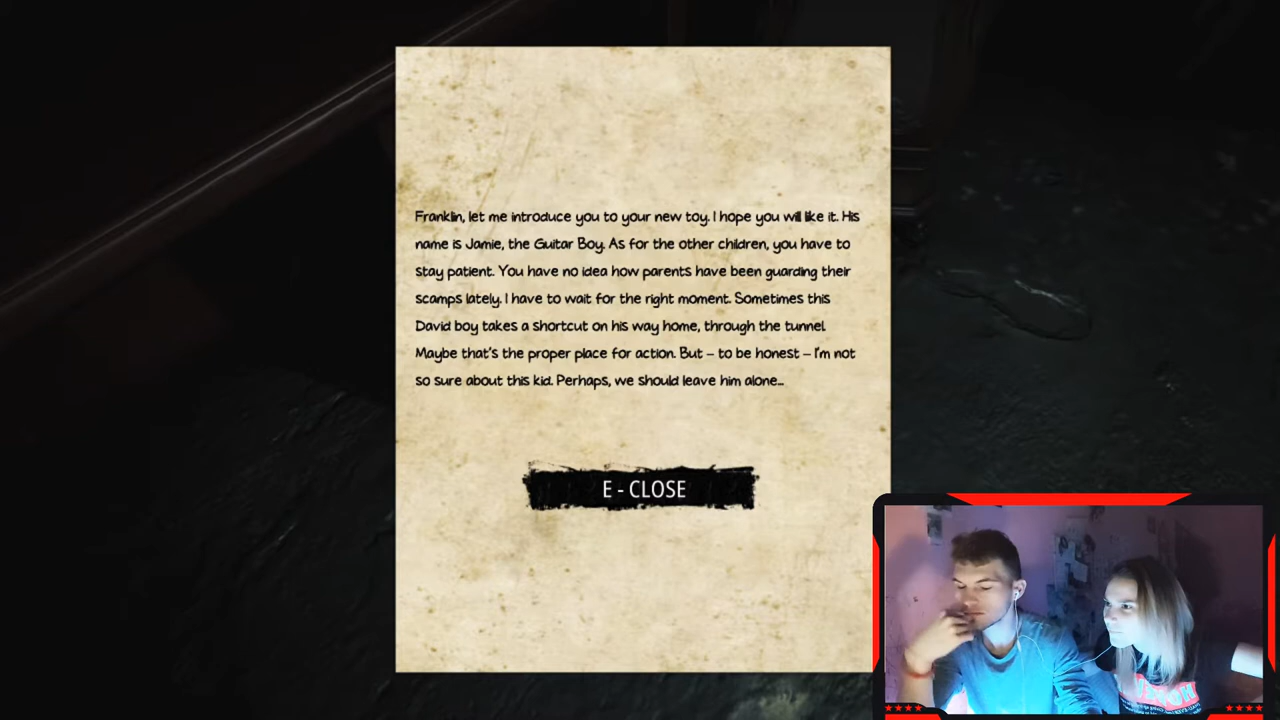 Franklin, let me introduce you to your new toy. I hope you will like it. His
name is Jamie, the Guitar Boy. As for the other children, you have to
stay patient. You have no idea how parents have been guarding their
scamps lately. I have to wait for the right moment. Sometimes this
David boy takes a shortcut on his way home, through the tunnel.
Maybe that's the proper place for action. But – to be honest – I'm not
so sure about this kid. Perhaps, we should leave him alone...
E - CLOSE